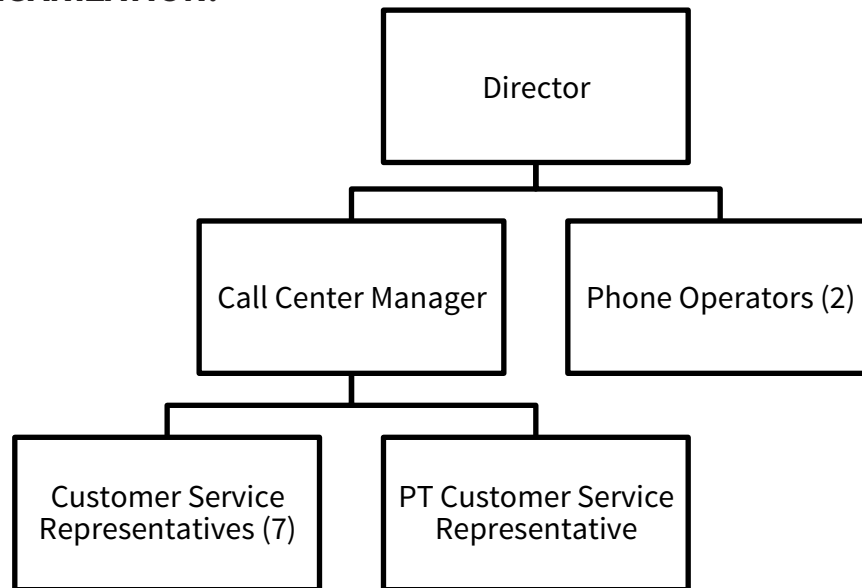 Director
Call Center Manager
Phone Operators (2)
Customer Service
Representatives (7)
PT Customer Service
Representative